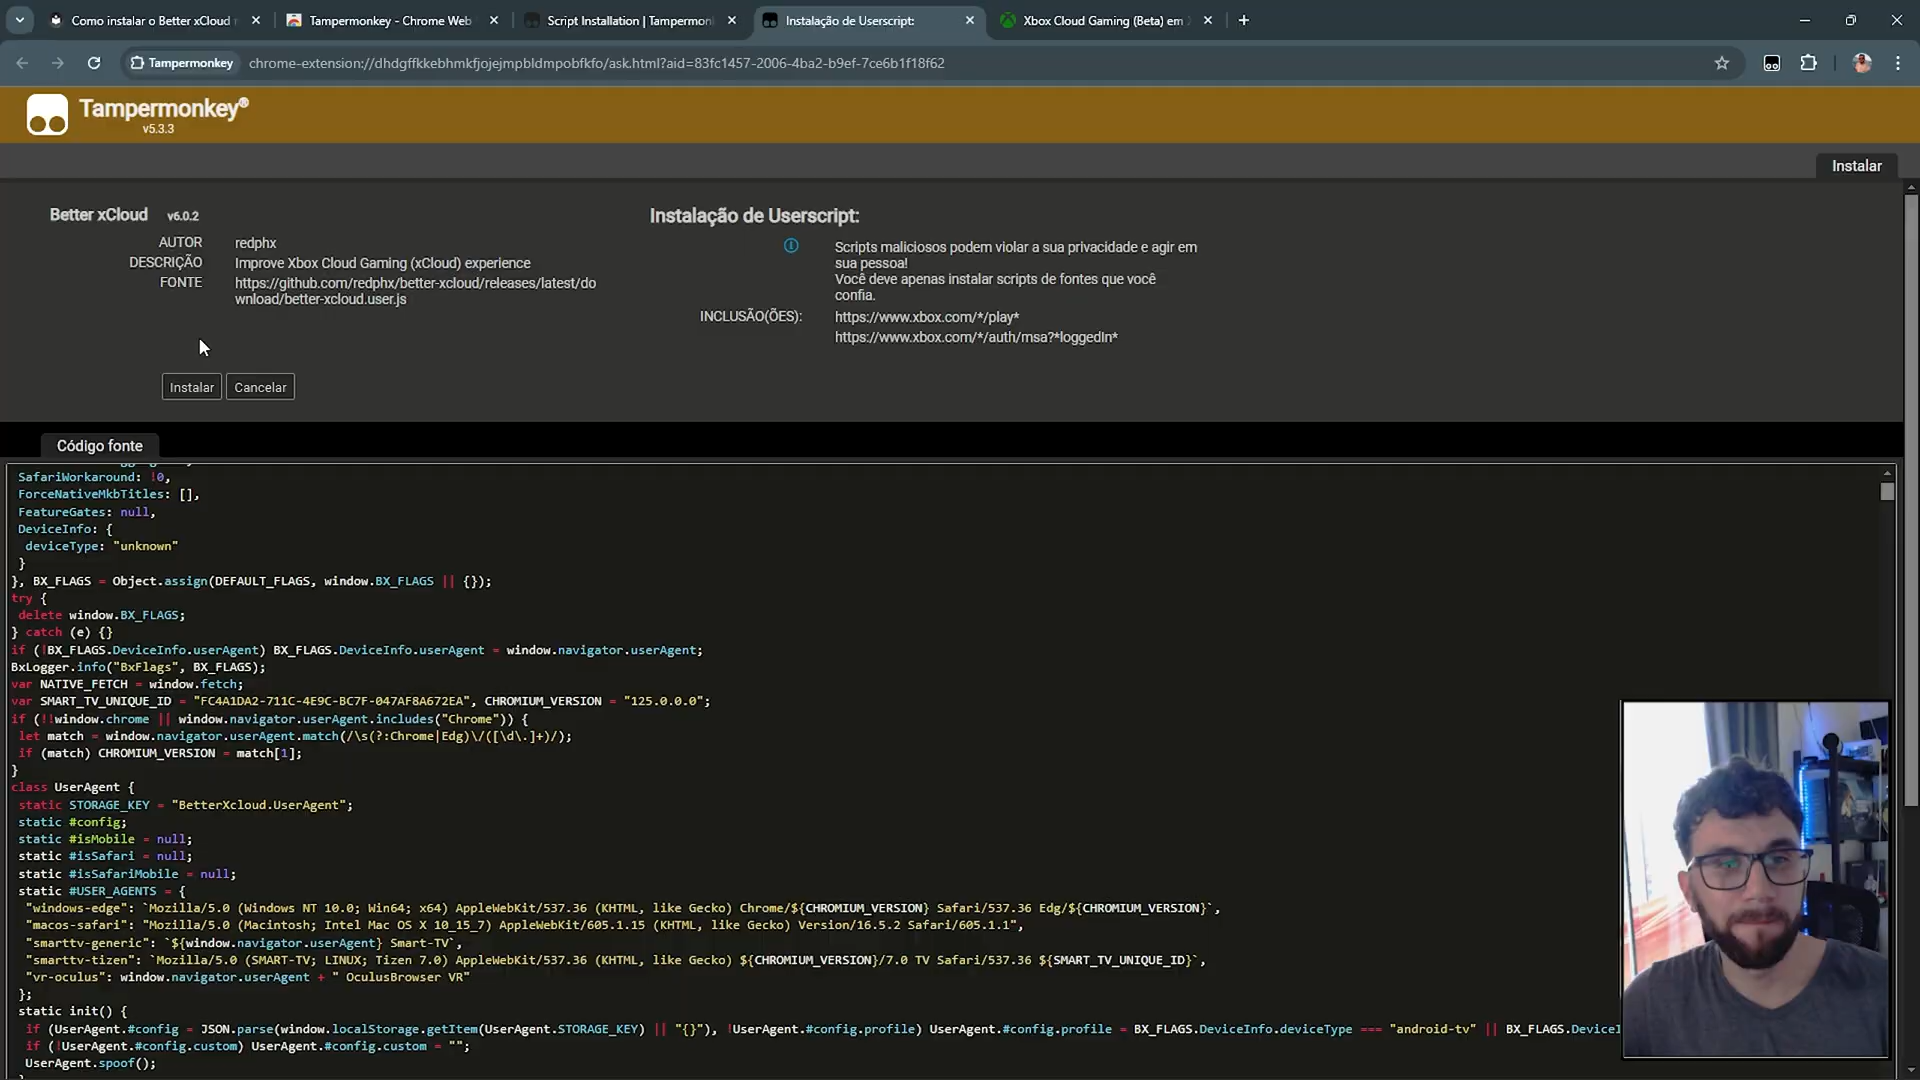 Como instalar o Better xCloud
Tampermonkey - Chrome Web
Script Installation | Tampermon
Instalação de Userscript:
Xbox Cloud Gaming (Beta) em
Tampermonkey
chrome-extension://dhdgffkkebhmkfjojejmpbldmpobfkfo/ask.html?aid=83fc1457-2006-4ba2-b9ef-7ce6b1f18f62
Tampermonkey®
v5.3.3
Instalar
Better xCloud v6.0.2
AUTOR redphx
DESCRIÇÃO Improve Xbox Cloud Gaming (xCloud) experience
FONTE https://github.com/redphx/better-xcloud/releases/latest/do
wnload/better-xcloud.user.js
Instalação de Userscript:
Scripts maliciosos podem violar a sua privacidade e agir em
sua pessoa!
Você deve apenas instalar scripts de fontes que você
confia.
INCLUSÃO(ÕES): https://www.xbox.com/*/play*
https://www.xbox.com/*/auth/msa?*loggedIn*
Instalar Cancelar
Código fonte
SafariWorkaround: !0,
ForceNativeMkbTitles: [],
FeatureGates: null,
DeviceInfo: {
deviceType: "unknown"
}
}, BX_FLAGS = Object.assign(DEFAULT_FLAGS, window.BX_FLAGS || {});
try {
delete window.BX_FLAGS;
} catch (e) {}
if (!BX_FLAGS.DeviceInfo.userAgent) BX_FLAGS.DeviceInfo.userAgent = window.navigator.userAgent;
BxLogger.info("BxFlags", BX_FLAGS);
var NATIVE_FETCH = window.fetch;
var SMART_TV_UNIQUE_ID = "FC4A1DA2-711C-4E9C-BC7F-047AF8A672EA", CHROMIUM_VERSION = "125.0.0.0";
if (!!window.chrome || window.navigator.userAgent.includes("Chrome")) {
let match = window.navigator.userAgent.match(/\s(?:Chrome|Edg)\/([\d\.]+)/);
if (match) CHROMIUM_VERSION = match[1];
}
class UserAgent {
static STORAGE_KEY = "BetterXcloud.UserAgent";
static #config;
static #isMobile = null;
static #isSafari = null;
static #isSafariMobile = null;
static #USER_AGENTS = {
"windows-edge": `Mozilla/5.0 (Windows NT 10.0; Win64; x64) AppleWebKit/537.36 (KHTML, like Gecko) Chrome/${CHROMIUM_VERSION} Safari/537.36 Edg/${CHROMIUM_VERSION}`,
"macos-safari": "Mozilla/5.0 (Macintosh; Intel Mac OS X 10_15_7) AppleWebKit/605.1.15 (KHTML, like Gecko) Version/16.5.2 Safari/605.1.1",
"smarttv-generic": `${window.navigator.userAgent} Smart-TV`,
"smarttv-tizen": `Mozilla/5.0 (SMART-TV; LINUX; Tizen 7.0) AppleWebKit/537.36 (KHTML, like Gecko) ${CHROMIUM_VERSION}/7.0 TV Safari/537.36 ${SMART_TV_UNIQUE_ID}`,
"vr-oculus": window.navigator.userAgent + " OculusBrowser VR"
};
static init() {
if (UserAgent.#config = JSON.parse(window.localStorage.getItem(UserAgent.STORAGE_KEY) || "{}"), !UserAgent.#config.profile) UserAgent.#config.profile = BX_FLAGS.DeviceInfo.deviceType === "android-tv" || BX_FLAGS.DeviceI
if (!UserAgent.#config.custom) UserAgent.#config.custom = "";
UserAgent.spoof();